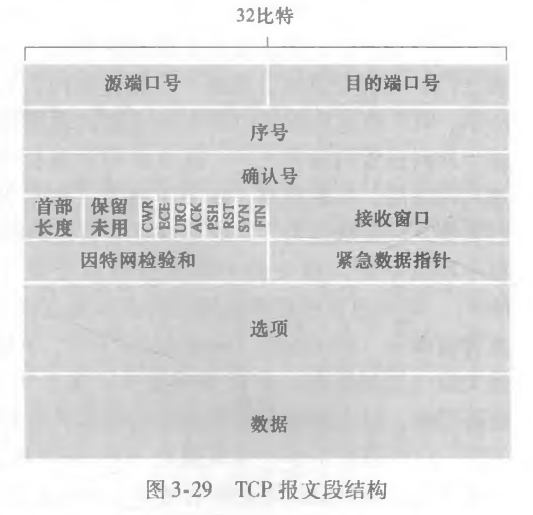 32比特
源端口号 目的端口号
序号
确认号
首部长度 保留未用 CWR ECE URG ACK PSH RST SYN FIN 接收窗口
因特网检验和 紧急数据指针
选项
数据
图 3-29 TCP 报文段结构